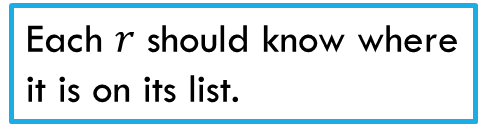 Each 𝑟 should know where
it is on its list.